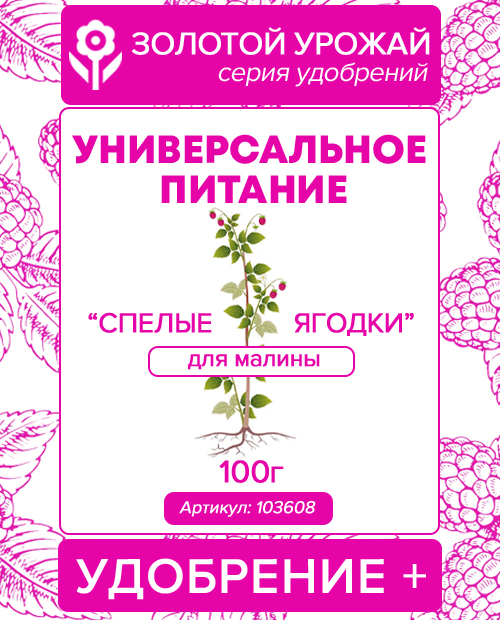 ЗОЛОТОЙ УРОЖАЙ
серия удобрений
УНИВЕРСАЛЬНОЕ
ПИТАНИЕ
“СПЕЛЫЕ ЯГОДКИ”
для малины
100г
Артикул: 103608
УДОБРЕНИЕ +